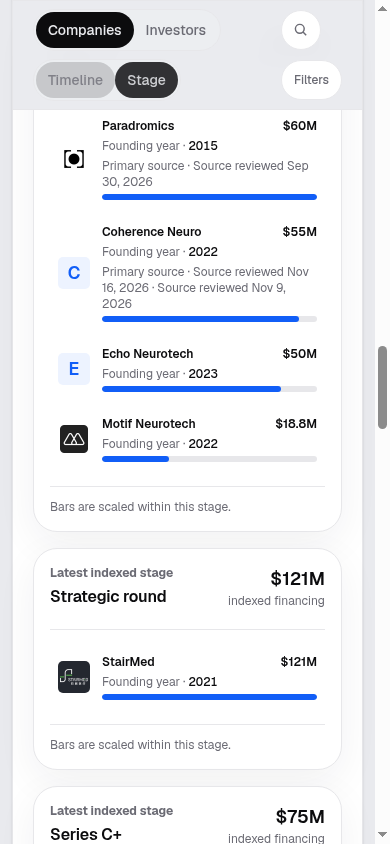 Companies Investors
Timeline Stage Filters
Paradromics $60M
Founding year · 2015
Primary source · Source reviewed Sep
30, 2026
Coherence Neuro $55M
Founding year · 2022
C
Primary source · Source reviewed Nov
16, 2026 · Source reviewed Nov 9,
2026
Echo Neurotech $50M
E
Founding year · 2023
Motif Neurotech $18.8M
Founding year · 2022
Bars are scaled within this stage.
Latest indexed stage
$121M
Strategic round
indexed financing
StairMed $121M
STAIRMED
Founding year · 2021
Bars are scaled within this stage.
Latest indexed stage
$75M
Series C+
indexed financing